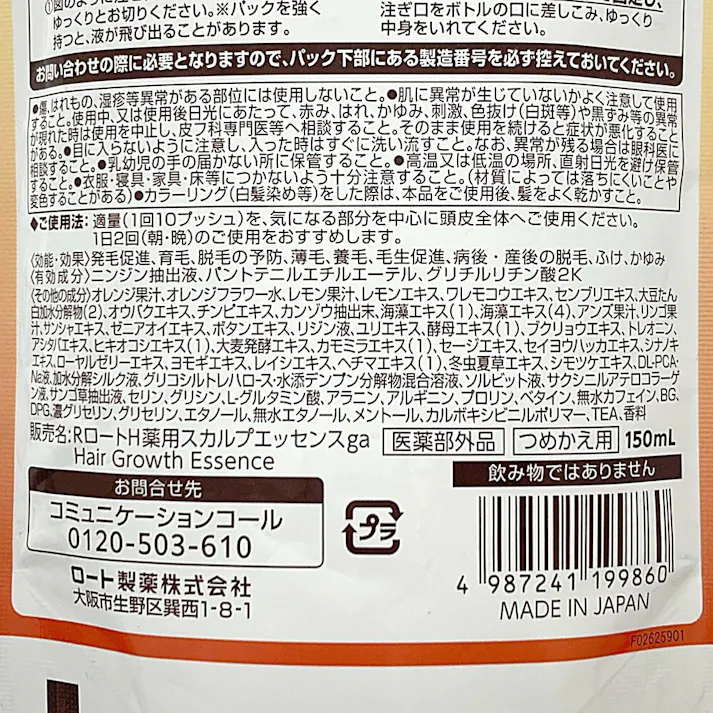 ①図のように注
とお切りください。※パックを強く
注ぎ口をボトルの口に差しこみ、ゆっくり
持つと、液が飛び出ることがあります。
中身をいれてください。
お問い合わせの際に必要となりますので、パック下部にある製造番号を必ず控えておいてください。
●傷、はれもの、湿疹等異常がある部位には使用しないこと。●肌に異常が生じていないかよく注意して使用
すること。使用中、又は使用後日光にあたって、赤み、はれ、かゆみ、刺激、色抜け(白斑等)や黒ずみ等の異常
が現れた時は使用を中止し、皮フ科専門医等へ相談すること。そのまま使用を続けると症状が悪化すること
がある。●目に入らないように注意し、入った時はすぐに洗い流すこと。なお、異常が残る場合は眼科医に
相談すること。●乳幼児の手の届かない所に保管すること。●高温又は低温の場所、直射日光を避け保管
すること。●衣服・寝具・家具・床等につかないよう十分注意すること。(材質によっては落ちにくいことや
変色することがある)●カラーリング(白髪染め等)をした際は、本品をご使用後、髪をよく乾かすこと。
◆ご使用法:適量(1回10プッシュ)を、気になる部分を中心に頭皮全体へご使用ください。
1日2回(朝・晩)のご使用をおすすめします。
〈効能・効果〉発毛促進、育毛、脱毛の予防、薄毛、養毛、毛生促進、病後・産後の脱毛、ふけ、かゆみ
〈有効成分〉ニンジン抽出液、パントテニルエチルエーテル、グリチルリチン酸2K
〈その他の成分〉オレンジ果汁、オレンジフラワー水、レモン果汁、レモンエキス、ワレモコウエキス、センブリエキス、大豆たん
白加水分解物(2)、オウバクエキス、チンピエキス、カンゾウ抽出末、海藻エキス(1)、海藻エキス(4)、アンズ果汁、リンゴ果
汁、サンシャエキス、ゼニアオイエキス、ボタンエキス、リジン液、ユリエキス、酵母エキス(1)、ブクリョウエキス、トレオニン、
アシタバエキス、ヒキオコシエキス(1)、大麦発酵エキス、カモミラエキス(1)、セージエキス、セイヨウハッカエキス、シナノキ
エキス、ローヤルゼリーエキス、ヨモギエキス、レイシエキス、ヘチマエキス(1)、冬虫夏草エキス、シモツケエキス、DL-PCA・
Na液、加水分解シルク液、グリコシルトレハロース・水添デンプン分解物混合溶液、ソルビット液、サクシニルアテロコラーゲ
ン液、サンゴ草抽出液、セリン、グリシン、L-グルタミン酸、アラニン、アルギニン、プロリン、ベタイン、無水カフェイン、BG、
DPG、濃グリセリン、グリセリン、エタノール、無水エタノール、メントール、カルボキシビニルポリマー、TEA、香料
販売名:RロートH薬用スカルプエッセンスga 医薬部外品 つめかえ用 150mL
Hair Growth Essence
飲み物ではありません
お問合せ先
コミュニケーションコール
0120-503-610
プラ
ロート製薬株式会社
大阪市生野区巽西1-8-1
4 987241 199860
MADE IN JAPAN
F02625901